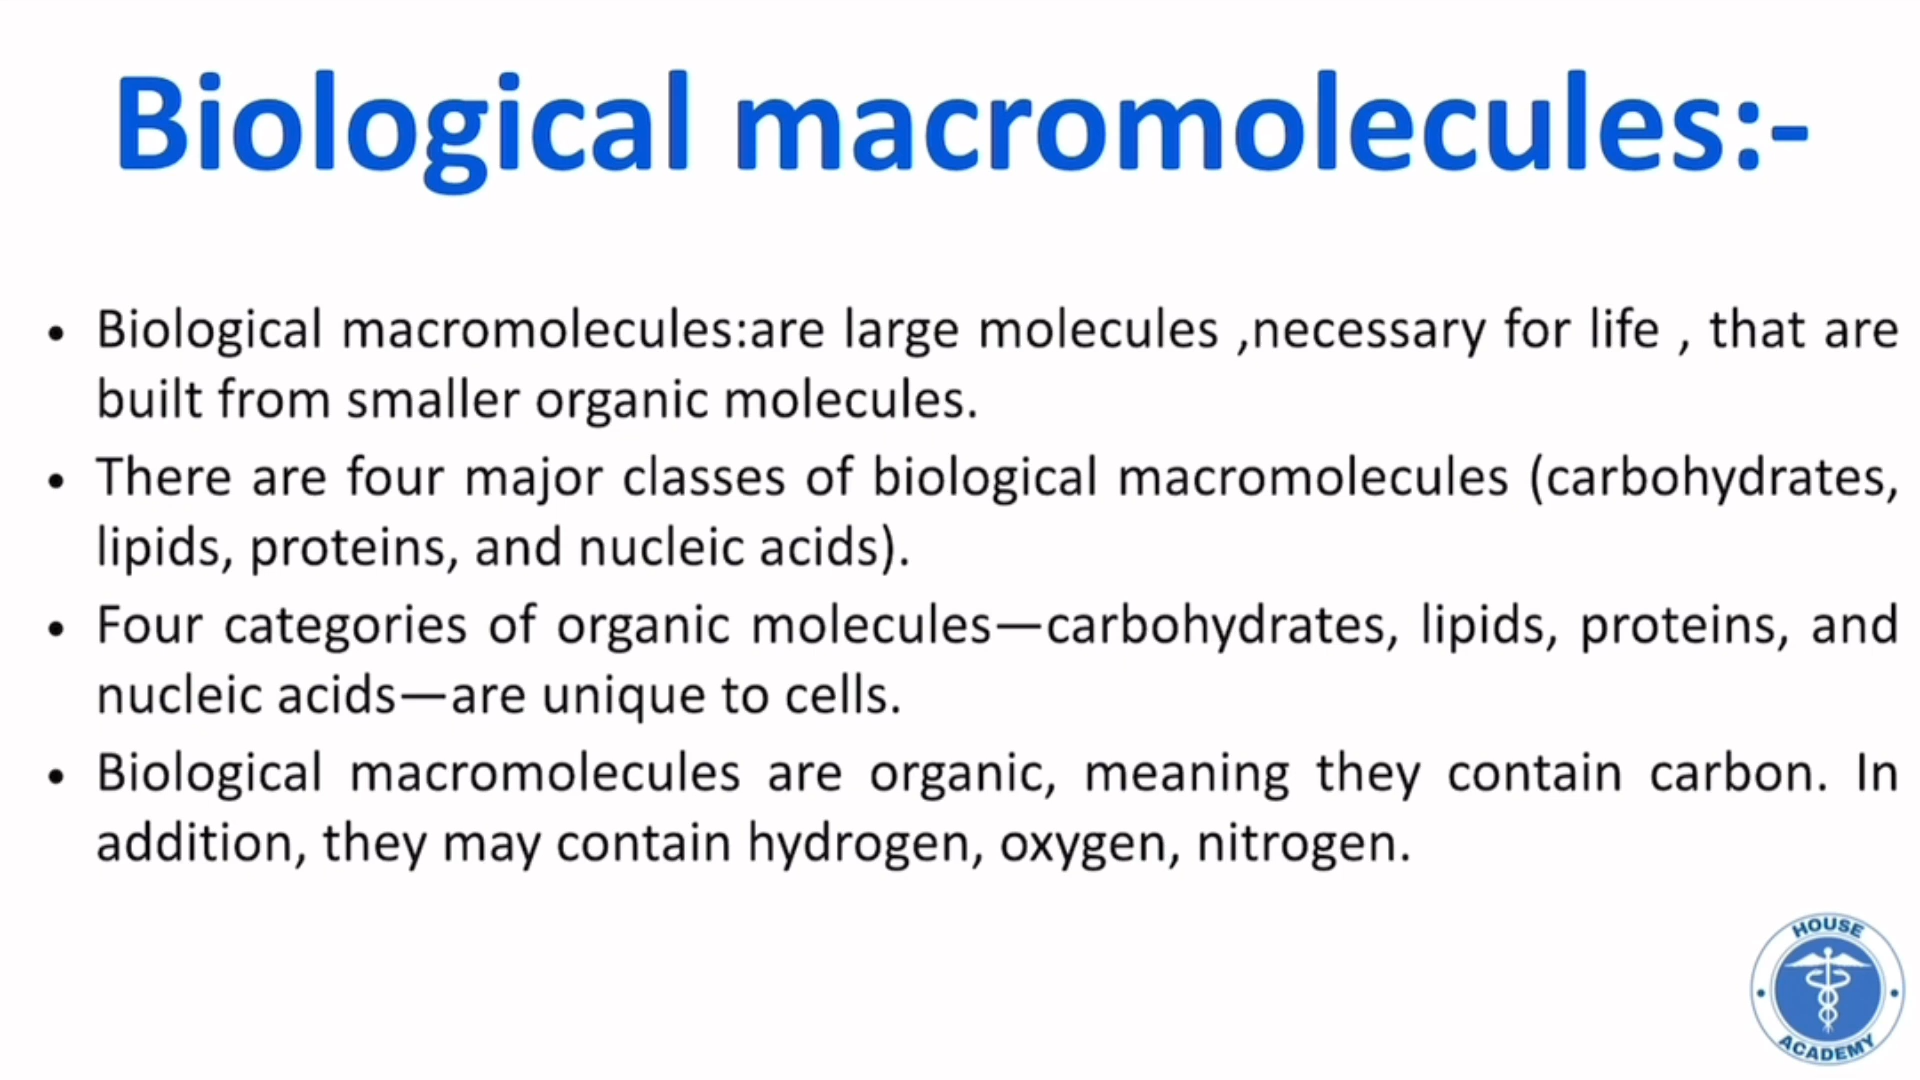 Biological macromolecules:-
• Biological macromolecules:are large molecules ,necessary for life , that are
built from smaller organic molecules.
• There are four major classes of biological macromolecules (carbohydrates,
lipids, proteins, and nucleic acids).
• Four categories of organic molecules—carbohydrates, lipids, proteins, and
nucleic acids—are unique to cells.
• Biological macromolecules are organic, meaning they contain carbon. In
addition, they may contain hydrogen, oxygen, nitrogen.
HOUSE
ACADEMY